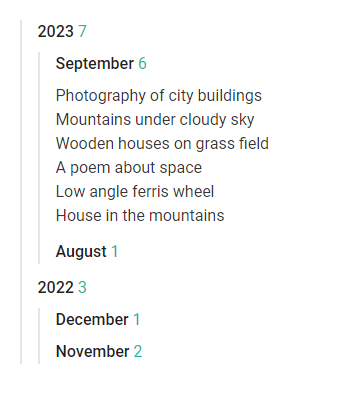 2023 7
September 6
Photography of city buildings
Mountains under cloudy sky
Wooden houses on grass field
A poem about space
Low angle ferris wheel
House in the mountains
August 1
2022 3
December 1
November 2